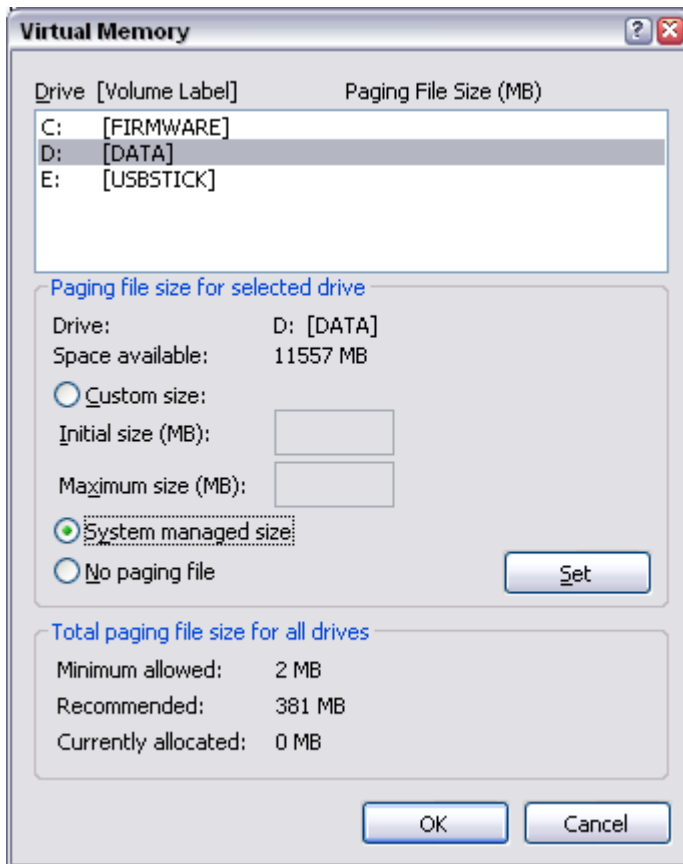 Virtual Memory
Drive [Volume Label] Paging File Size (MB)
C: [FIRMWARE]
D: [DATA]
E: [USBSTICK]
Paging file size for selected drive
Drive: D: [DATA]
Space available: 11557 MB
Custom size:
Initial size (MB):
Maximum size (MB):
System managed size
No paging file Set
Total paging file size for all drives
Minimum allowed: 2 MB
Recommended: 381 MB
Currently allocated: 0 MB
OK Cancel